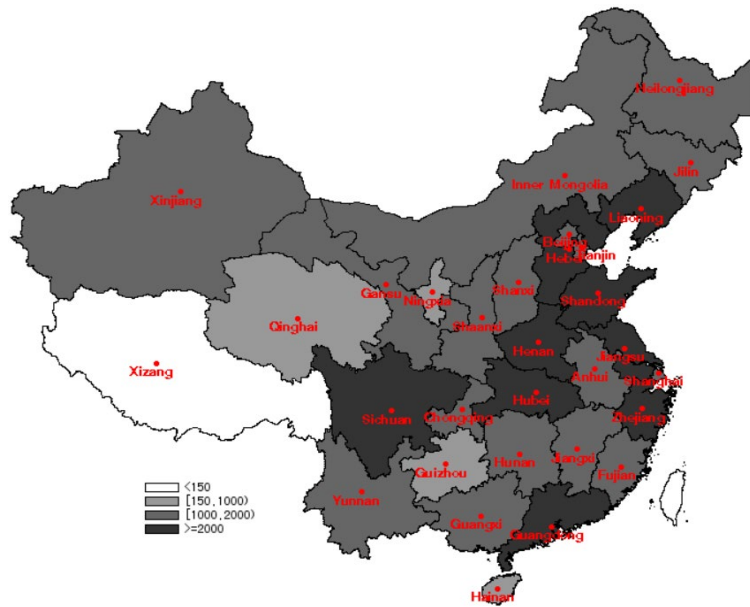 Heilongjiang
Jilin
Inner Mongolia
Xinjiang
Liaoning
Beijing
Hebei
Tianjin
Gansu
Ningxia
Shanxi
Shandong
Qinghai
Shaanxi
Henan
Jiangsu
Xizang
Anhui
Shanghai
Sichuan
Chongqing
Hubei
Zhejiang
Guizhou
Hunan
Jiangxi
Fujian
<150
[150,1000)
[1000,2000)
>=2000
Yunnan
Guangxi
Guangdong
Hainan